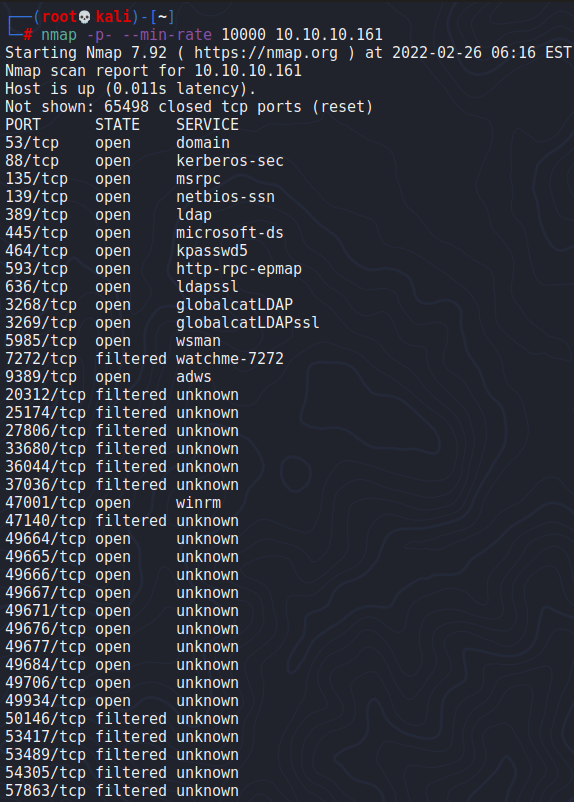 ┌──(root💀kali)-[~]
└─# nmap -p- --min-rate 10000 10.10.10.161
Starting Nmap 7.92 ( https://nmap.org ) at 2022-02-26 06:16 EST
Nmap scan report for 10.10.10.161
Host is up (0.011s latency).
Not shown: 65498 closed tcp ports (reset)
PORT      STATE    SERVICE
53/tcp    open     domain
88/tcp    open     kerberos-sec
135/tcp   open     msrpc
139/tcp   open     netbios-ssn
389/tcp   open     ldap
445/tcp   open     microsoft-ds
464/tcp   open     kpasswd5
593/tcp   open     http-rpc-epmap
636/tcp   open     ldapssl
3268/tcp  open     globalcatLDAP
3269/tcp  open     globalcatLDAPssl
5985/tcp  open     wsman
7272/tcp  filtered watchme-7272
9389/tcp  open     adws
20312/tcp filtered unknown
25174/tcp filtered unknown
27806/tcp filtered unknown
33680/tcp filtered unknown
36044/tcp filtered unknown
37036/tcp filtered unknown
47001/tcp open     winrm
47140/tcp filtered unknown
49664/tcp open     unknown
49665/tcp open     unknown
49666/tcp open     unknown
49667/tcp open     unknown
49671/tcp open     unknown
49676/tcp open     unknown
49677/tcp open     unknown
49684/tcp open     unknown
49706/tcp open     unknown
49934/tcp open     unknown
50146/tcp filtered unknown
53417/tcp filtered unknown
53489/tcp filtered unknown
54305/tcp filtered unknown
57863/tcp filtered unknown